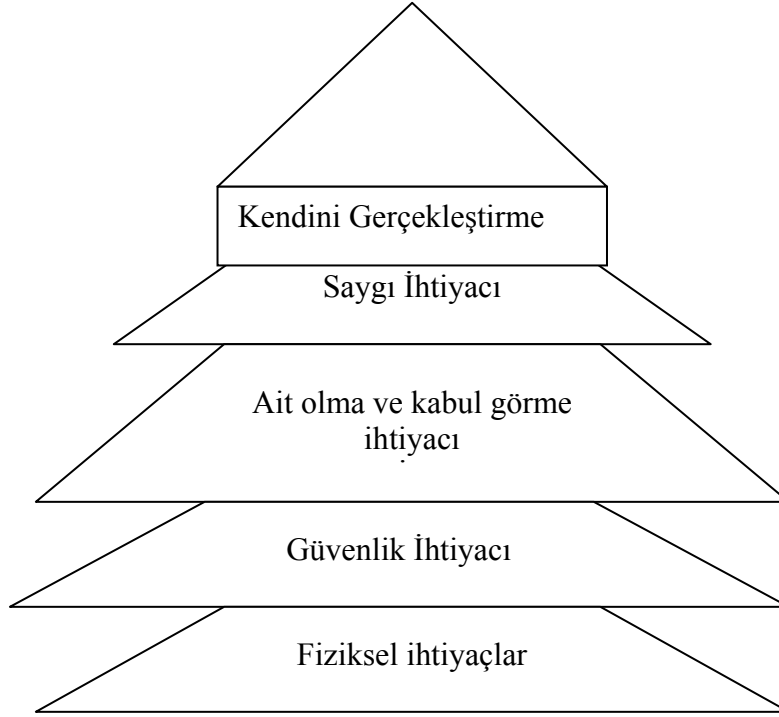 Kendini Gerçekleştirme
Saygı İhtiyacı
Ait olma ve kabul görme
ihtiyacı
Güvenlik İhtiyacı
Fiziksel ihtiyaçlar